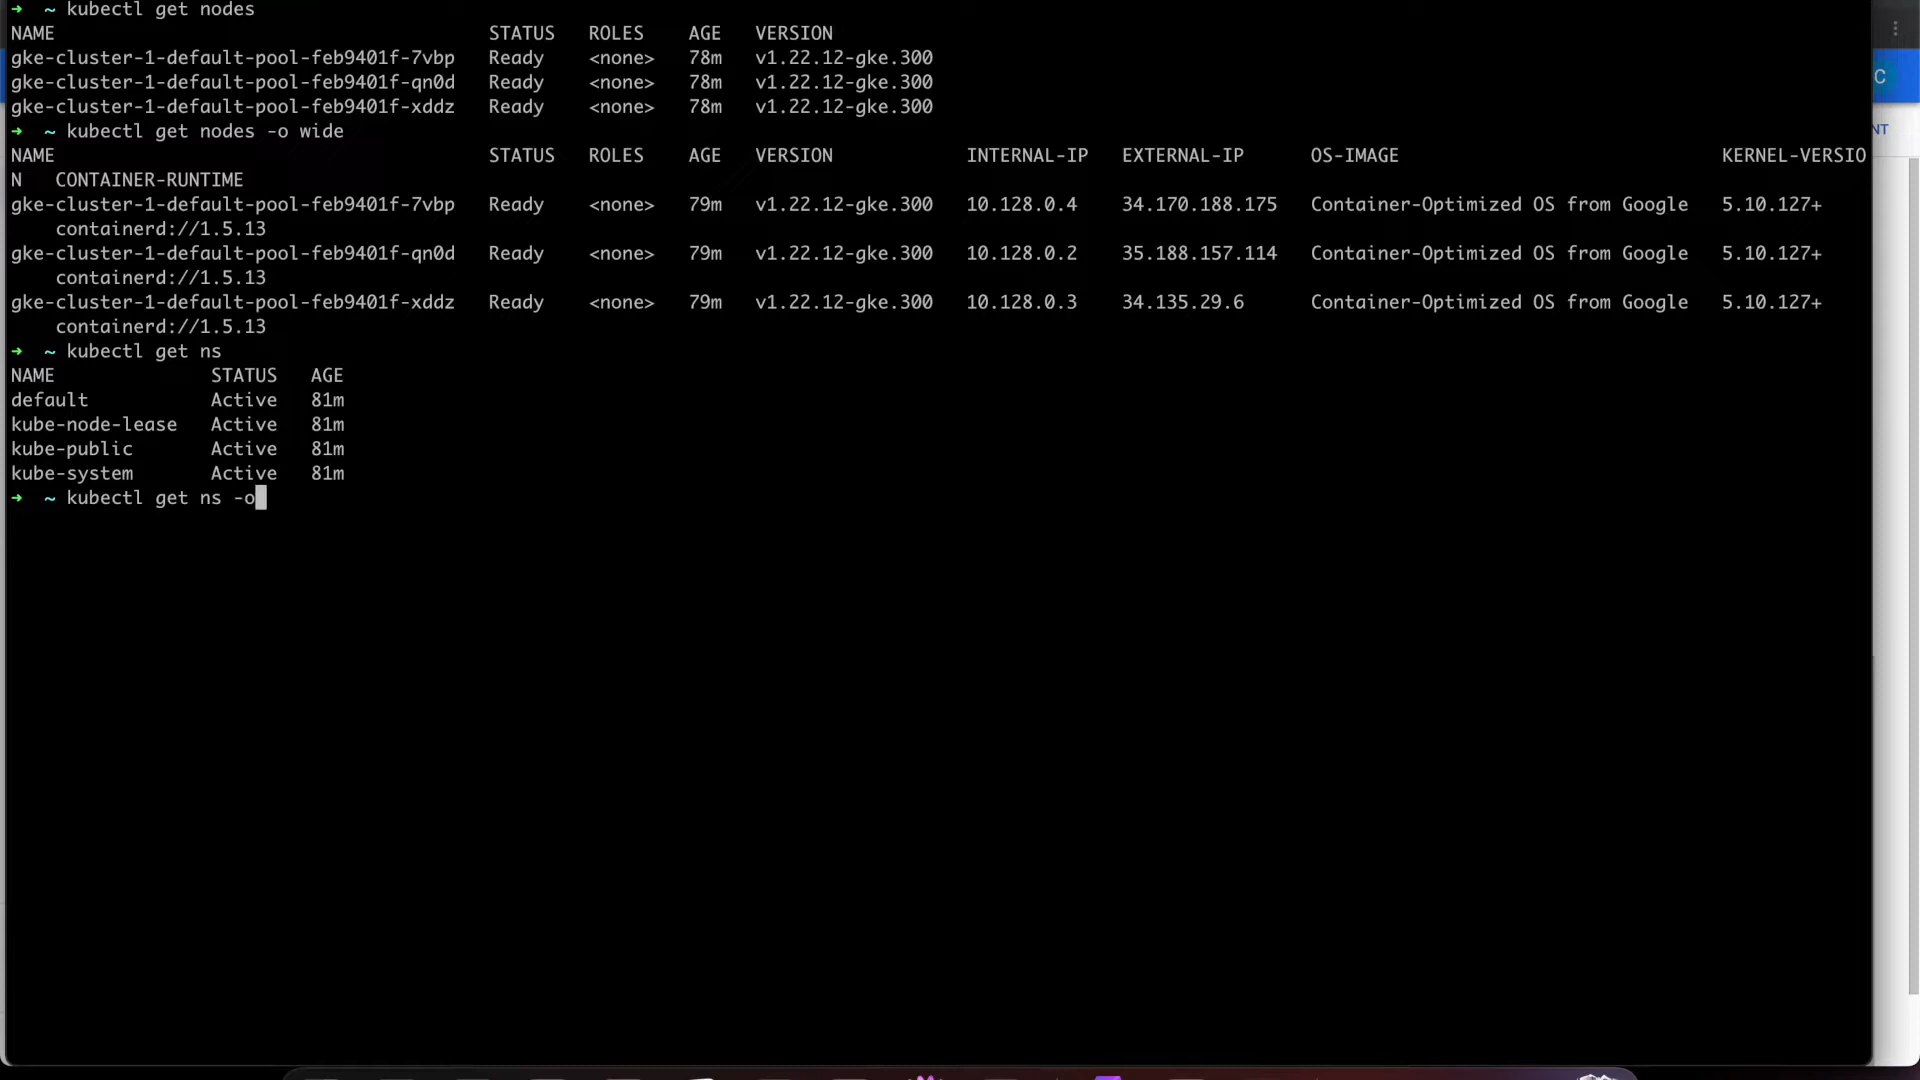 ➜  ~ kubectl get nodes
NAME                                       STATUS   ROLES    AGE   VERSION
gke-cluster-1-default-pool-feb9401f-7vbp   Ready    <none>   78m   v1.22.12-gke.300
gke-cluster-1-default-pool-feb9401f-qn0d   Ready    <none>   78m   v1.22.12-gke.300
gke-cluster-1-default-pool-feb9401f-xddz   Ready    <none>   78m   v1.22.12-gke.300
➜  ~ kubectl get nodes -o wide
NAME                                       STATUS   ROLES    AGE   VERSION            INTERNAL-IP   EXTERNAL-IP      OS-IMAGE                             KERNEL-VERSIO
N   CONTAINER-RUNTIME
gke-cluster-1-default-pool-feb9401f-7vbp   Ready    <none>   79m   v1.22.12-gke.300   10.128.0.4    34.170.188.175   Container-Optimized OS from Google   5.10.127+
    containerd://1.5.13
gke-cluster-1-default-pool-feb9401f-qn0d   Ready    <none>   79m   v1.22.12-gke.300   10.128.0.2    35.188.157.114   Container-Optimized OS from Google   5.10.127+
    containerd://1.5.13
gke-cluster-1-default-pool-feb9401f-xddz   Ready    <none>   79m   v1.22.12-gke.300   10.128.0.3    34.135.29.6      Container-Optimized OS from Google   5.10.127+
    containerd://1.5.13
➜  ~ kubectl get ns
NAME              STATUS   AGE
default           Active   81m
kube-node-lease   Active   81m
kube-public       Active   81m
kube-system       Active   81m
➜  ~ kubectl get ns -o
C
NT